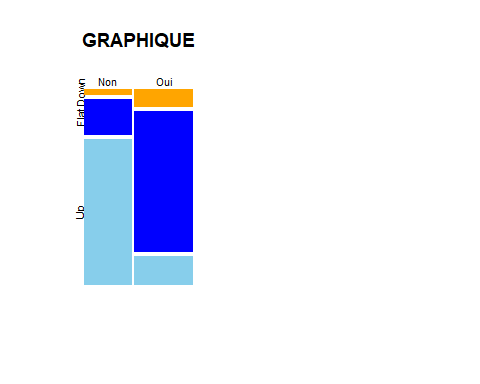 GRAPHIQUE
Non Oui
Down
Flat
Up